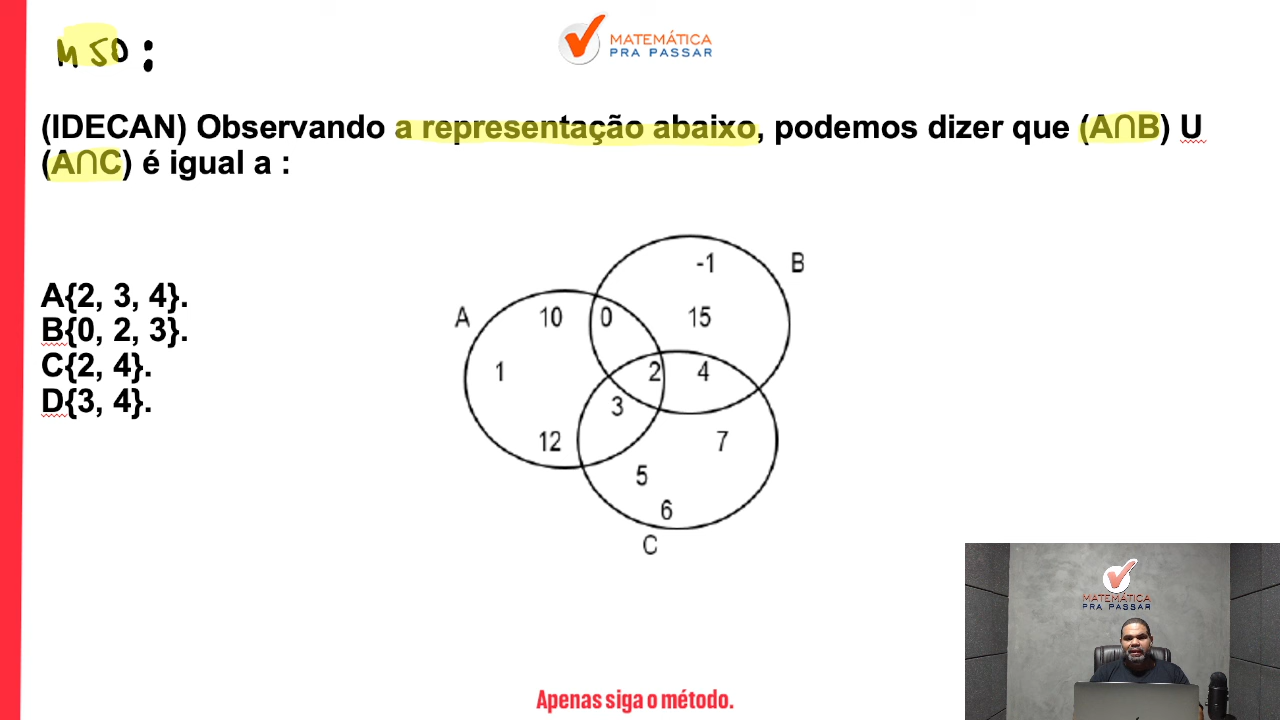 M50:
MATEMÁTICA
PRA PASSAR
(IDECAN) Observando a representação abaixo, podemos dizer que (A∩B) U
(A∩C) é igual a :
A{2, 3, 4}.
B{0, 2, 3}.
C{2, 4}.
D{3, 4}.
-1
B
A
10
0
15
1
2
4
3
12
7
5
6
C
MATEMÁTICA
PRA PASSAR
Apenas siga o método.